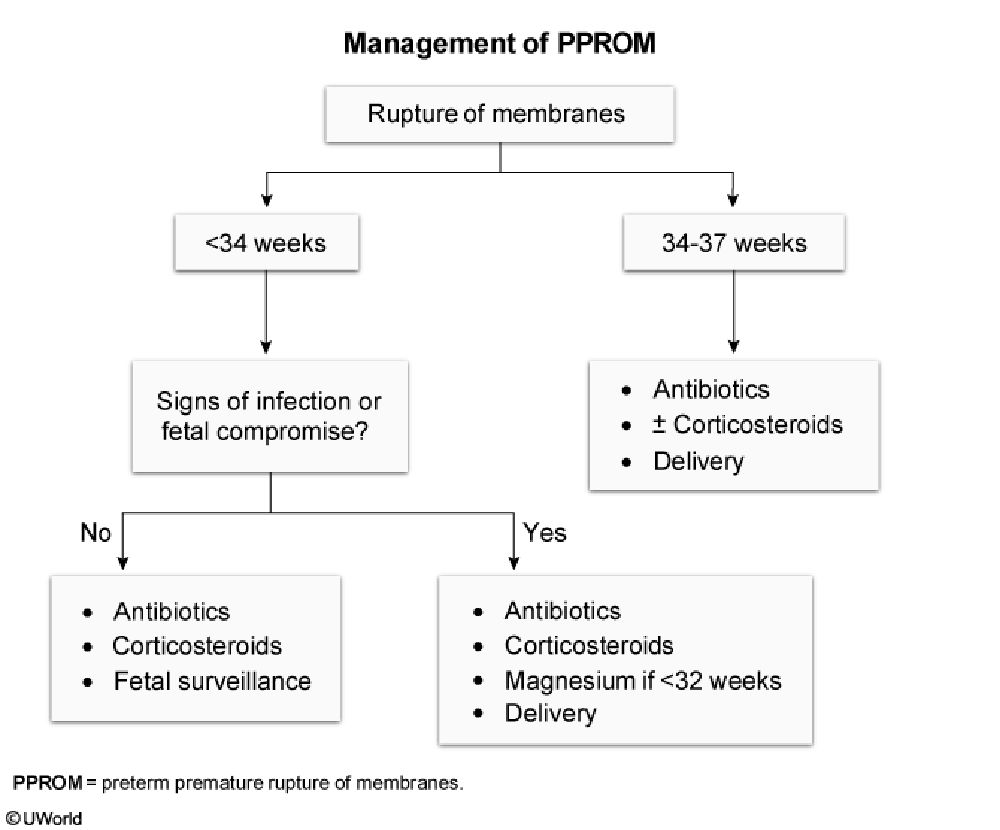 Management of PPROM
Rupture of membranes
<34 weeks
34-37 weeks
Signs of infection or
fetal compromise?
• Antibiotics
• ± Corticosteroids
• Delivery
No
Yes
• Antibiotics
• Corticosteroids
• Fetal surveillance
• Antibiotics
• Corticosteroids
• Magnesium if <32 weeks
• Delivery
PPROM = preterm premature rupture of membranes.
©UWorld